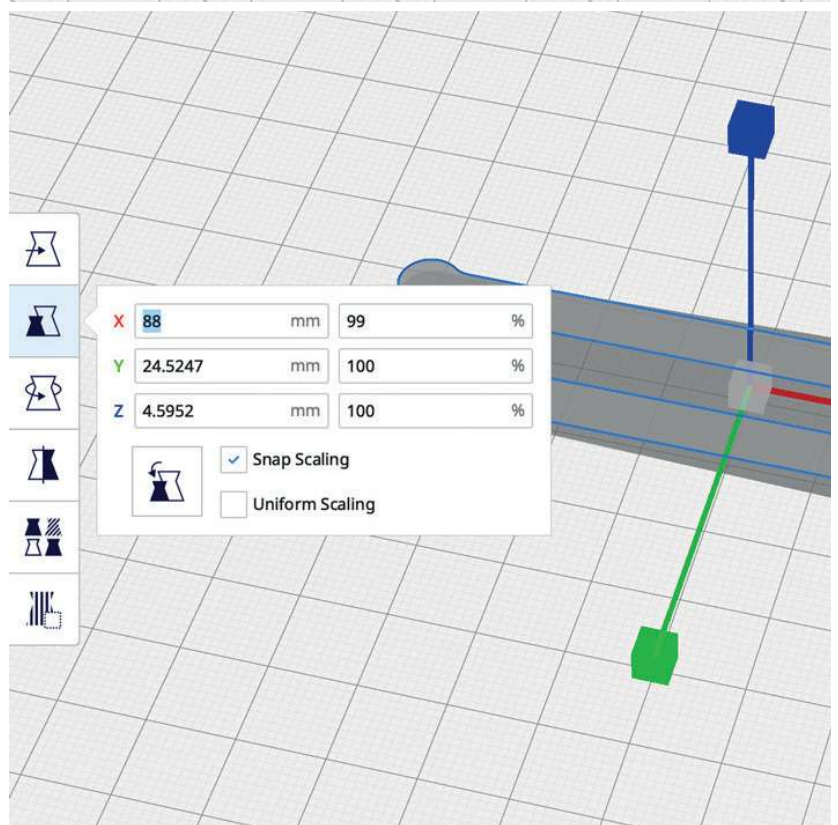 X 88 mm 99 %
Y 24.5247 mm 100 %
Z 4.5952 mm 100 %
Snap Scaling
Uniform Scaling